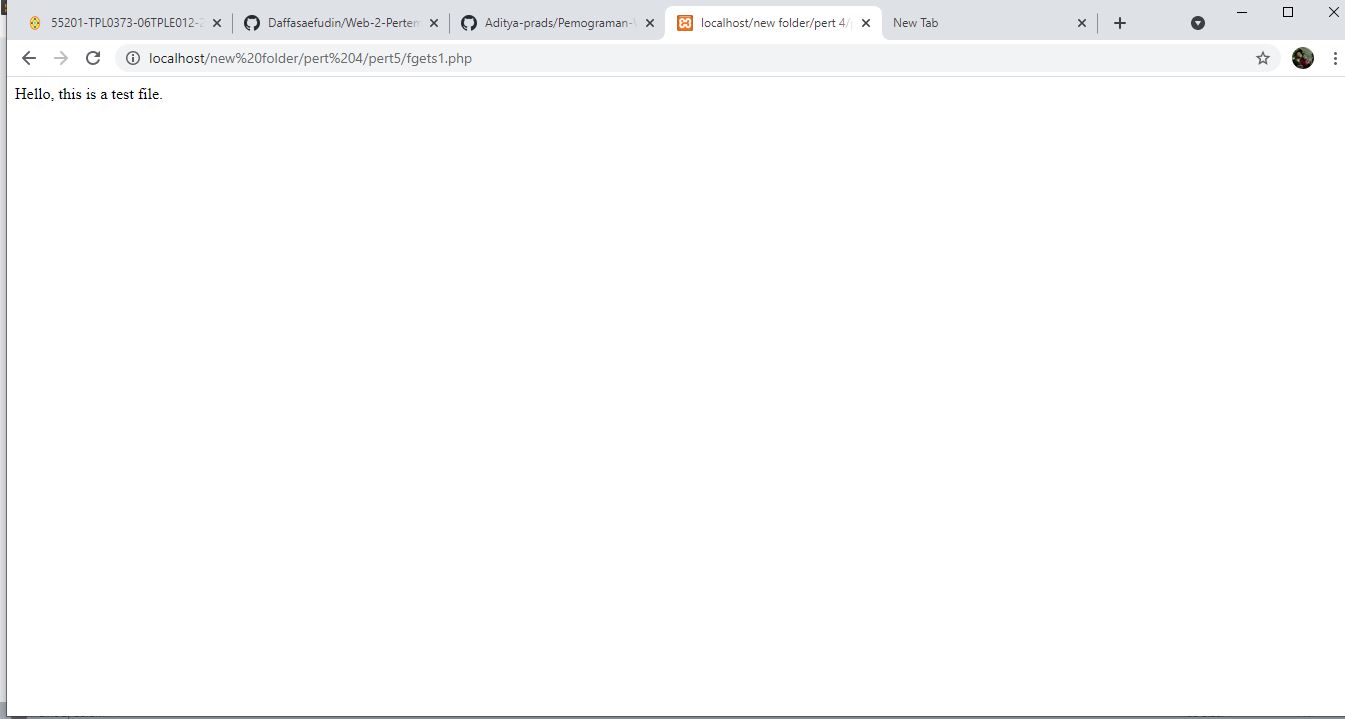 55201-TPL0373-06TPLE012-2
Daffasaefudin/Web-2-Pertem
Aditya-prads/Pemograman-W
localhost/new folder/pert 4/
New Tab
localhost/new%20folder/pert%204/pert5/fgets1.php
Hello, this is a test file.